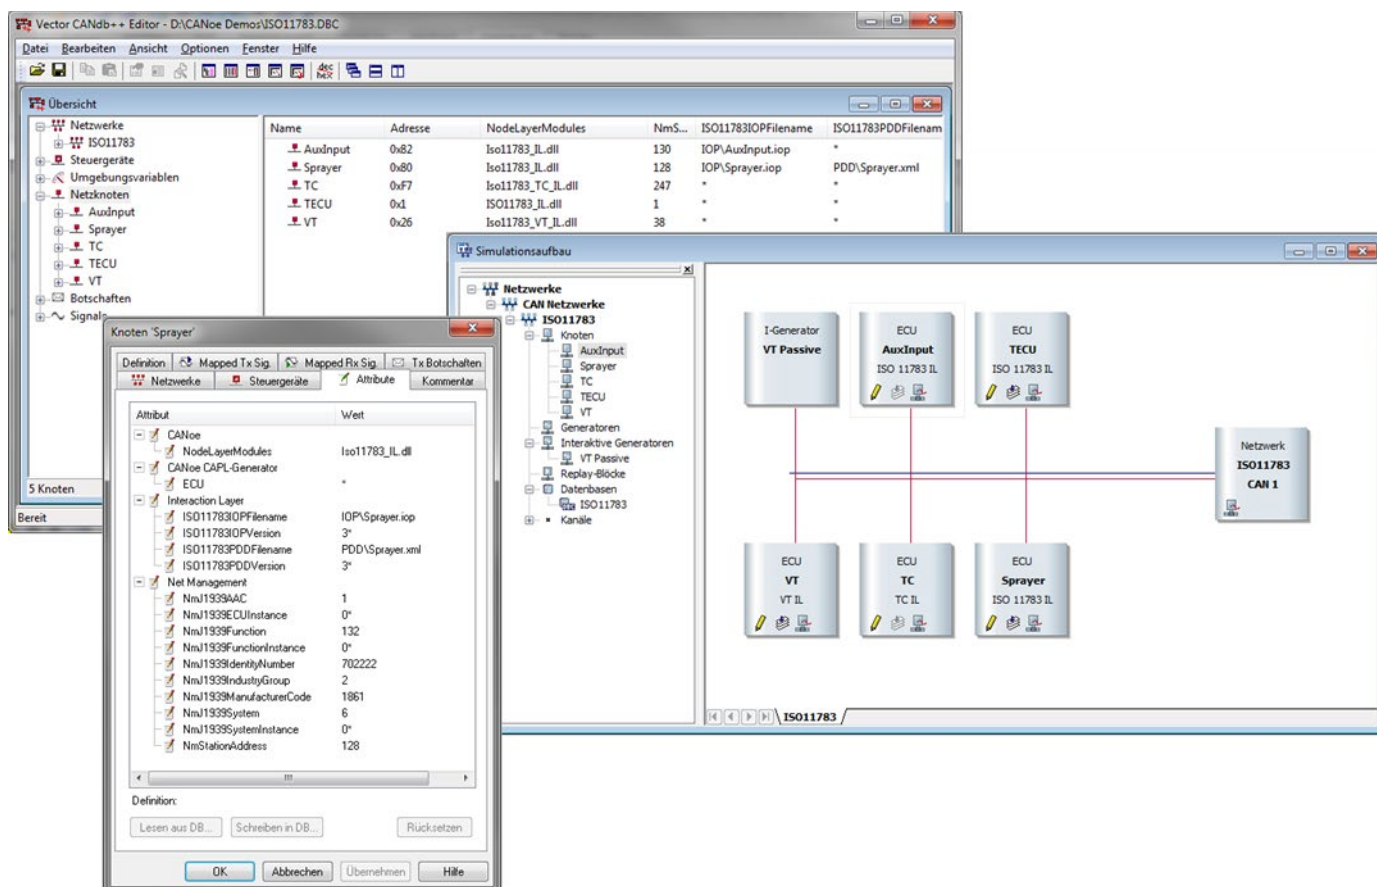 Vector CANdb++ Editor - D:\CANoe Demos\ISO11783.DBC
Datei Bearbeiten Ansicht Optionen Fenster Hilfe
Übersicht
Netzwerke
ISO11783
Steuergeräte
Umgebungsvariablen
Netzknoten
AuxInput
Sprayer
TC
TECU
VT
Botschaften
Signale
Name Adresse NodeLayerModules NmS... ISO11783IOPFilename ISO11783PDDFilenam
AuxInput 0x82 Iso11783_IL.dll 130 IOP\AuxInput.iop *
Sprayer 0x80 Iso11783_IL.dll 128 IOP\Sprayer.iop PDD\Sprayer.xml
TC 0xF7 Iso11783_TC_IL.dll 247 * *
TECU 0x1 ISO11783_IL.dll 1 * *
VT 0x26 Iso11783_VT_IL.dll 38 * *
5 Knoten
Bereit
Simulationsaufbau
Netzwerke
CAN Netzwerke
ISO11783
Knoten
AuxInput
Sprayer
TC
TECU
VT
Generatoren
Interaktive Generatoren
VT Passive
Replay-Blöcke
Datenbasen
ISO11783
Kanäle
I-Generator
VT Passive
ECU
AuxInput
ISO 11783 IL
ECU
TECU
ISO 11783 IL
Netzwerk
ISO11783
CAN 1
ECU
VT
VT IL
ECU
TC
TC IL
ECU
Sprayer
ISO 11783 IL
ISO11783
Knoten 'Sprayer'
Definition Mapped Tx Sig. Mapped Rx Sig. Tx Botschaften
Netzwerke Steuergeräte Attribute Kommentar
Attribut Wert
CANoe
NodeLayerModules Iso11783_IL.dll
CANoe CAPL-Generator
ECU *
Interaction Layer
ISO11783IOPFilename IOP\Sprayer.iop
ISO11783IOPVersion 3*
ISO11783PDDFilename PDD\Sprayer.xml
ISO11783PDDVersion 3*
Net Management
NmJ1939AAC 1
NmJ1939ECUInstance 0*
NmJ1939Function 132
NmJ1939FunctionInstance 0*
NmJ1939IdentityNumber 702222
NmJ1939IndustryGroup 2
NmJ1939ManufacturerCode 1861
NmJ1939System 6
NmJ1939SystemInstance 0*
NmStationAddress 128
Definition:
Lesen aus DB... Schreiben in DB... Rücksetzen
OK Abbrechen Übernehmen Hilfe